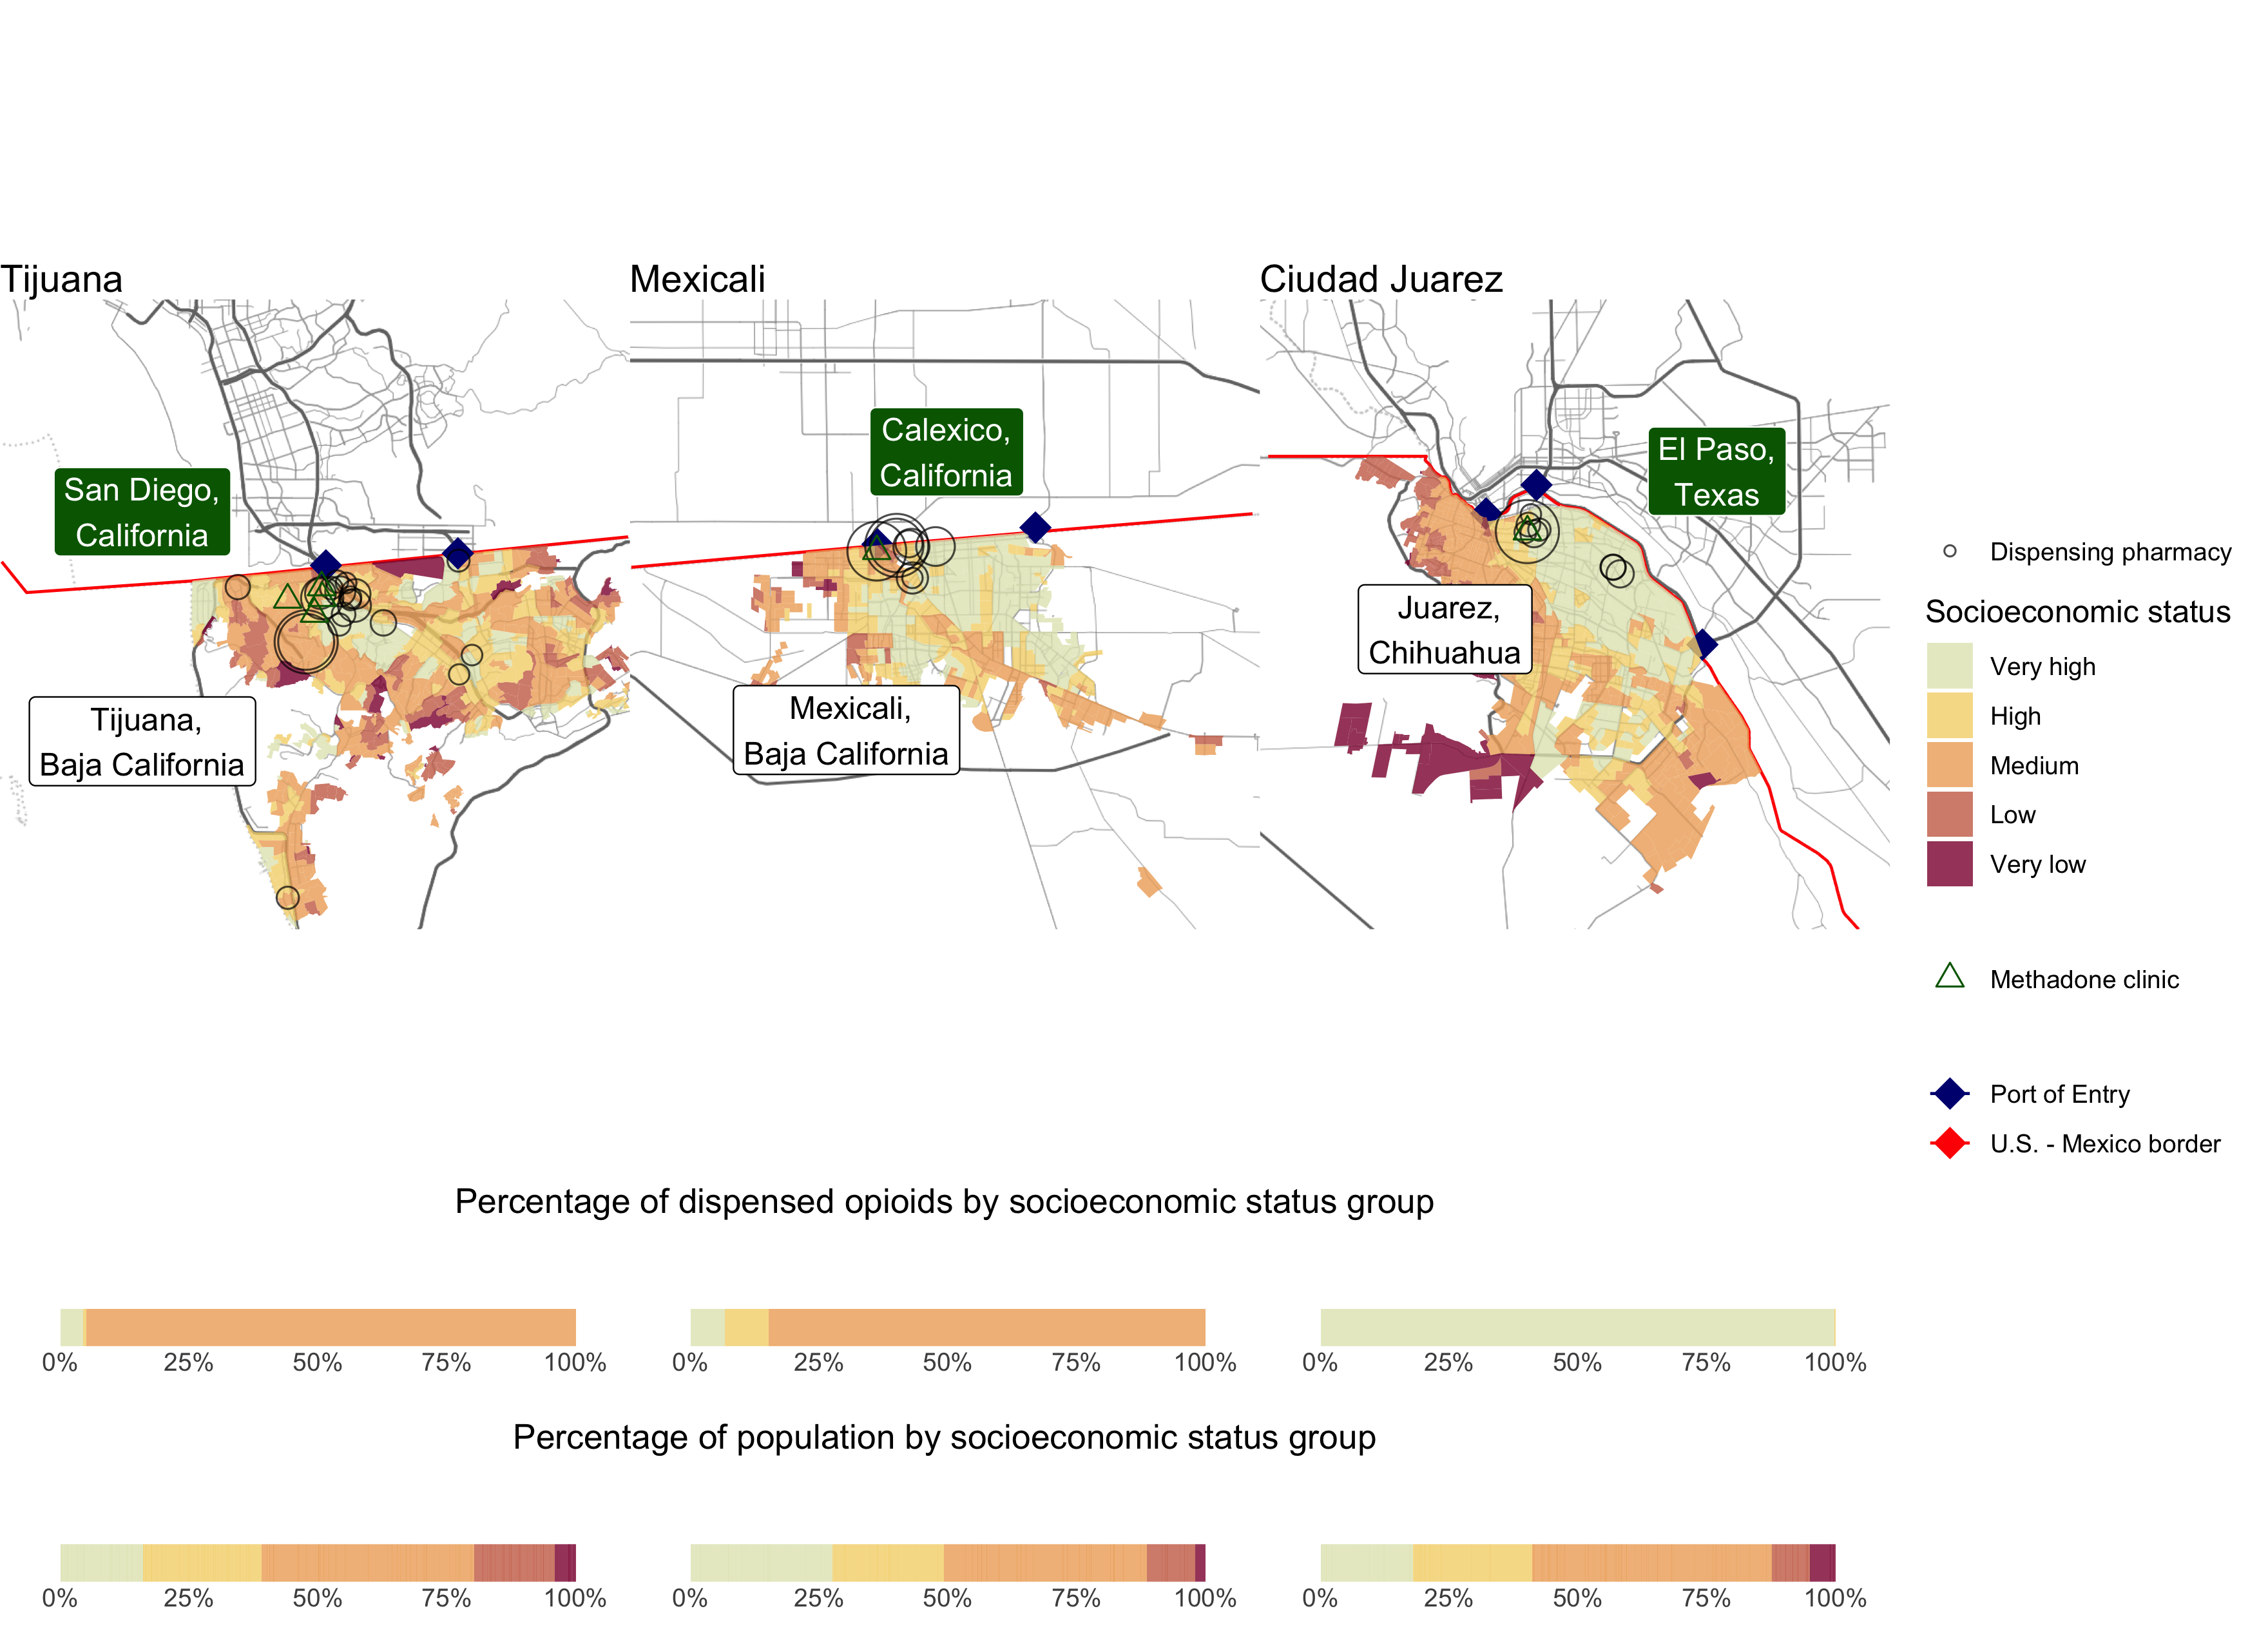 Tijuana
Mexicali
Ciudad Juarez
San Diego,
California
Calexico,
California
El Paso,
Texas
Tijuana,
Baja California
Mexicali,
Baja California
Juarez,
Chihuahua
Dispensing pharmacy
Socioeconomic status
Very high
High
Medium
Low
Very low
Methadone clinic
Port of Entry
U.S. - Mexico border
Percentage of dispensed opioids by socioeconomic status group
0% 25% 50% 75% 100%
0% 25% 50% 75% 100%
0% 25% 50% 75% 100%
Percentage of population by socioeconomic status group
0% 25% 50% 75% 100%
0% 25% 50% 75% 100%
0% 25% 50% 75% 100%